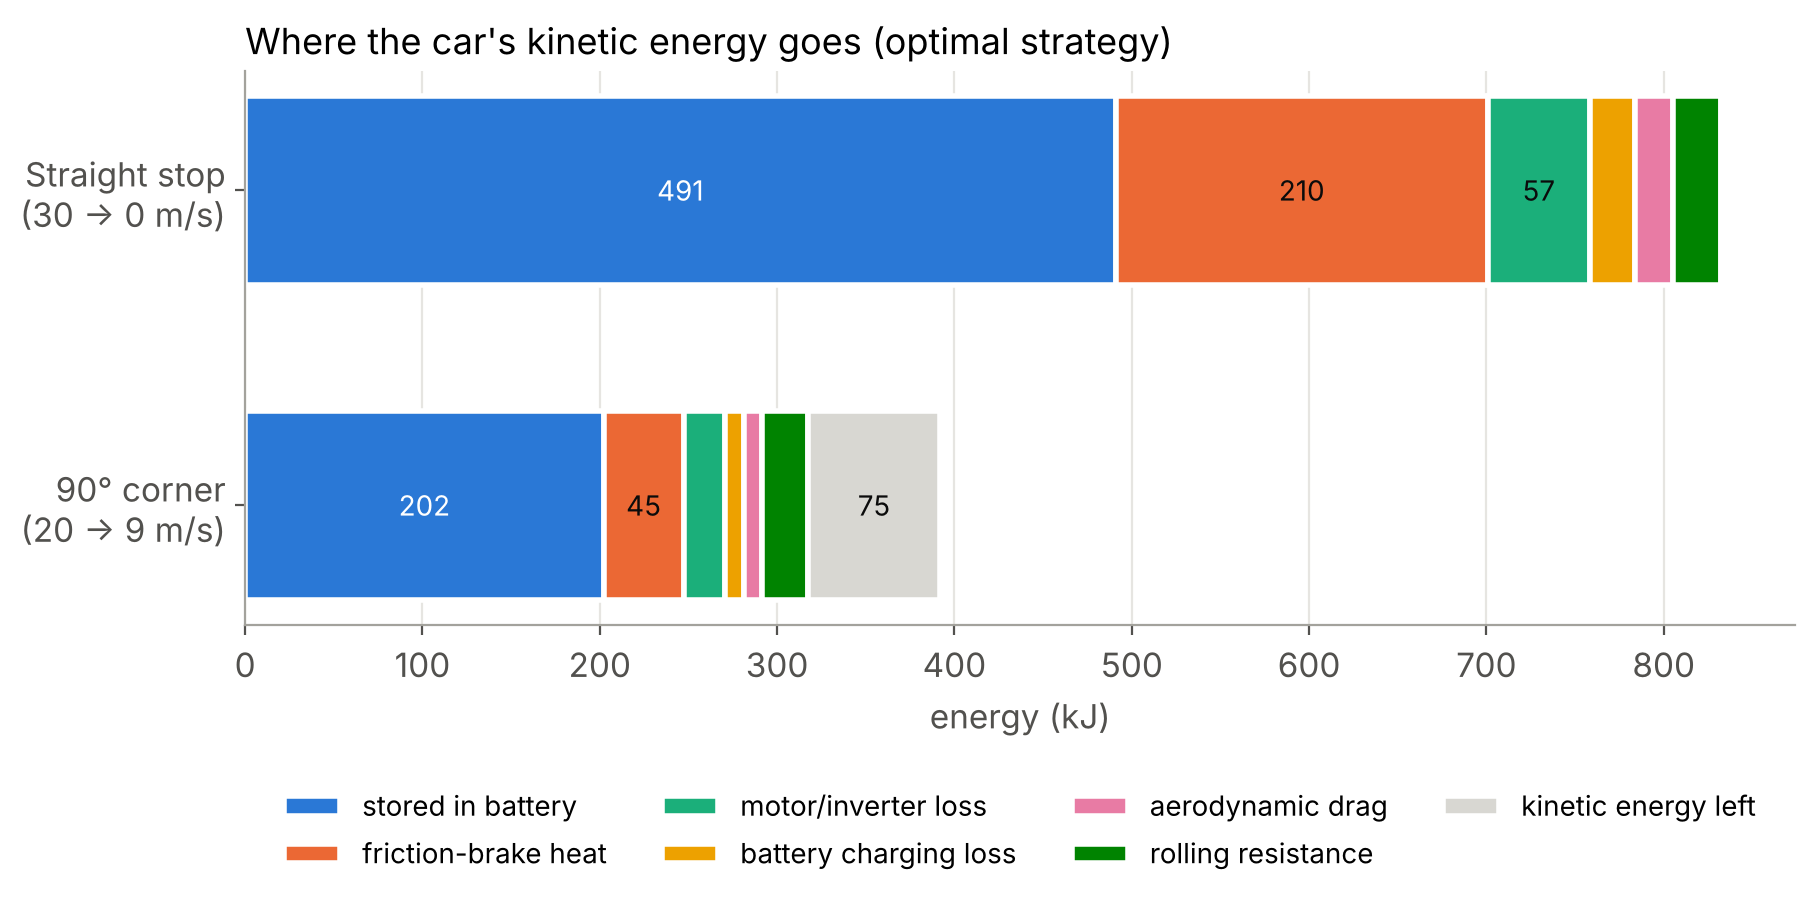 Where the car's kinetic energy goes (optimal strategy)
Straight stop
(30 → 0 m/s)
491
210
57
90° corner
(20 → 9 m/s)
202
45
75
0
100
200
300
400
500
600
700
800
energy (kJ)
stored in battery
motor/inverter loss
aerodynamic drag
kinetic energy left
friction-brake heat
battery charging loss
rolling resistance